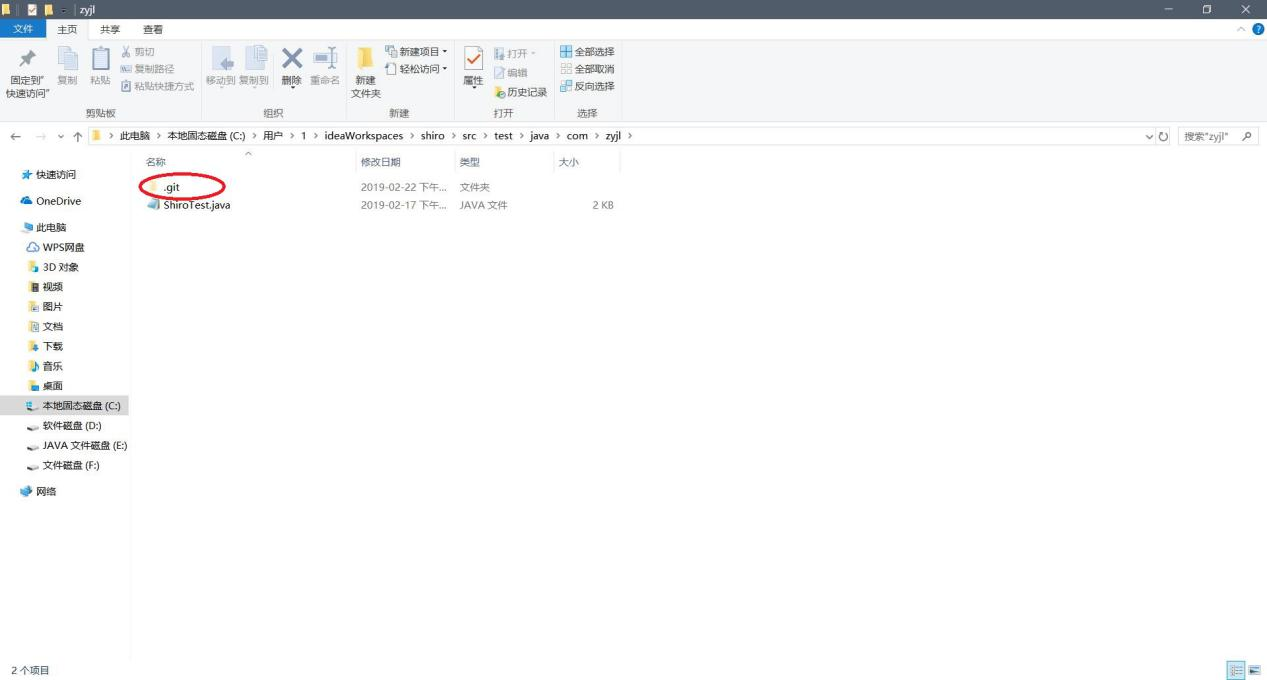 zyjl
文件 主页 共享 查看
固定到"快速访问"
复制
粘贴
剪切
复制路径
粘贴快捷方式
剪贴板
移动到 复制到 删除 重命名
组织
新建
文件夹
新建项目
轻松访问
新建
属性
打开
编辑
历史记录
打开
全部选择
全部取消
反向选择
选择
此电脑 > 本地固态磁盘 (C:) > 用户 > 1 > ideaWorkspaces > shiro > src > test > java > com > zyjl >
搜索"zyjl"
快速访问
OneDrive
此电脑
WPS网盘
3D 对象
视频
图片
文档
下载
音乐
桌面
本地固态磁盘 (C:)
软件磁盘 (D:)
JAVA 文件磁盘 (E:)
文件磁盘 (F:)
网络
名称 修改日期 类型 大小
.git 2019-02-22 下午... 文件夹
ShiroTest.java 2019-02-17 下午... JAVA 文件 2 KB
2 个项目